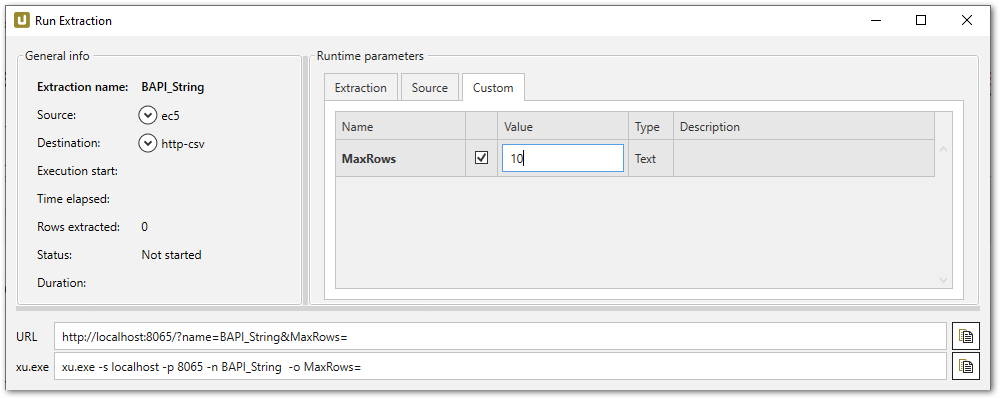 Run Extraction
General info
Extraction name: BAPI_String
Source: ec5
Destination: http-csv
Execution start:
Time elapsed:
Rows extracted: 0
Status: Not started
Duration:
Runtime parameters
Extraction Source Custom
Name Value Type Description
MaxRows 10 Text
URL http://localhost:8065/?name=BAPI_String&MaxRows=
xu.exe xu.exe -s localhost -p 8065 -n BAPI_String  -o MaxRows=